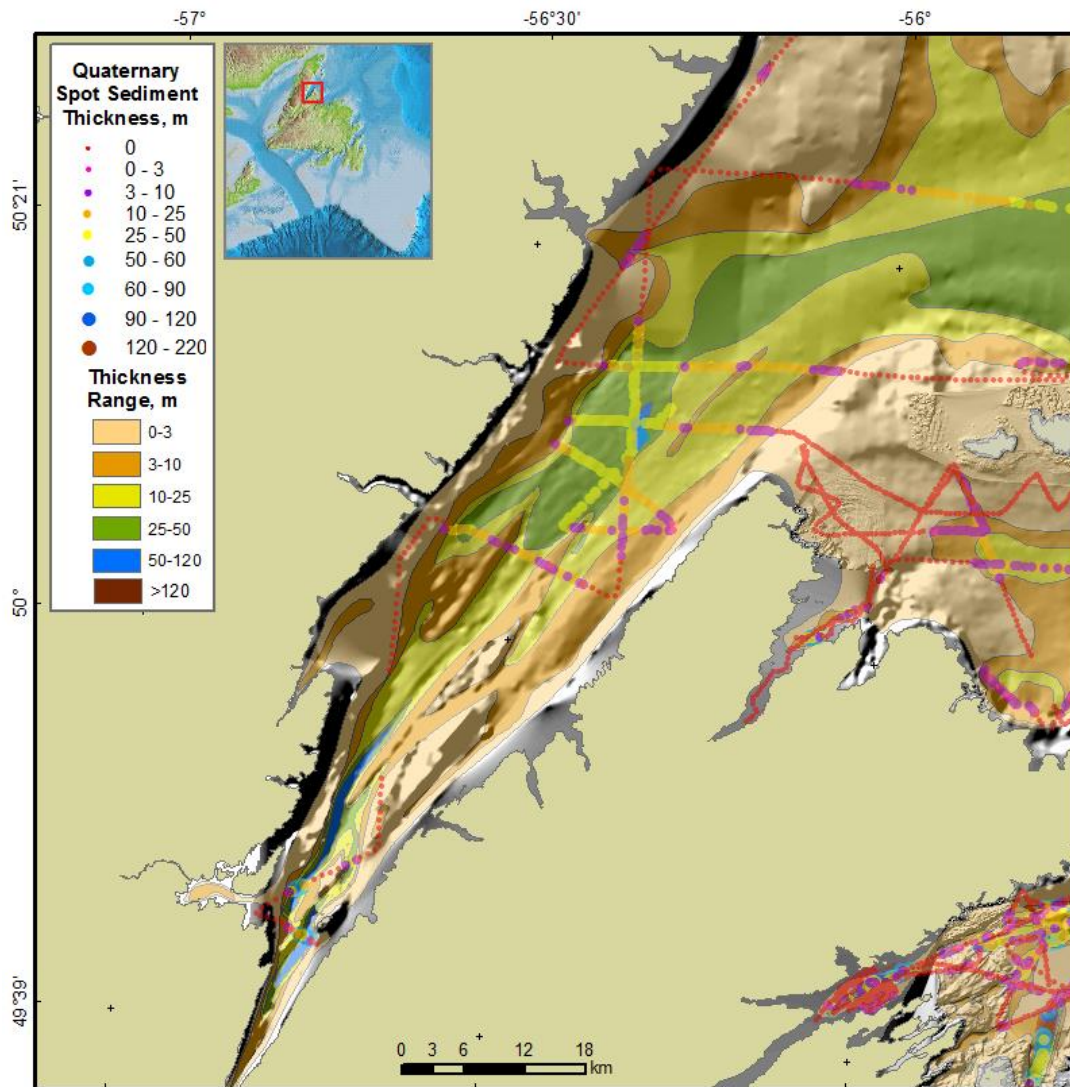 -57°
-56°30'
-56°
Quaternary
Spot Sediment
Thickness, m
0
0 - 3
3 - 10
10 - 25
25 - 50
50 - 60
60 - 90
90 - 120
120 - 220
Thickness
Range, m
0-3
3-10
10-25
25-50
50-120
>120
50°21'
50°
49°39'
0 3 6 12 18
km